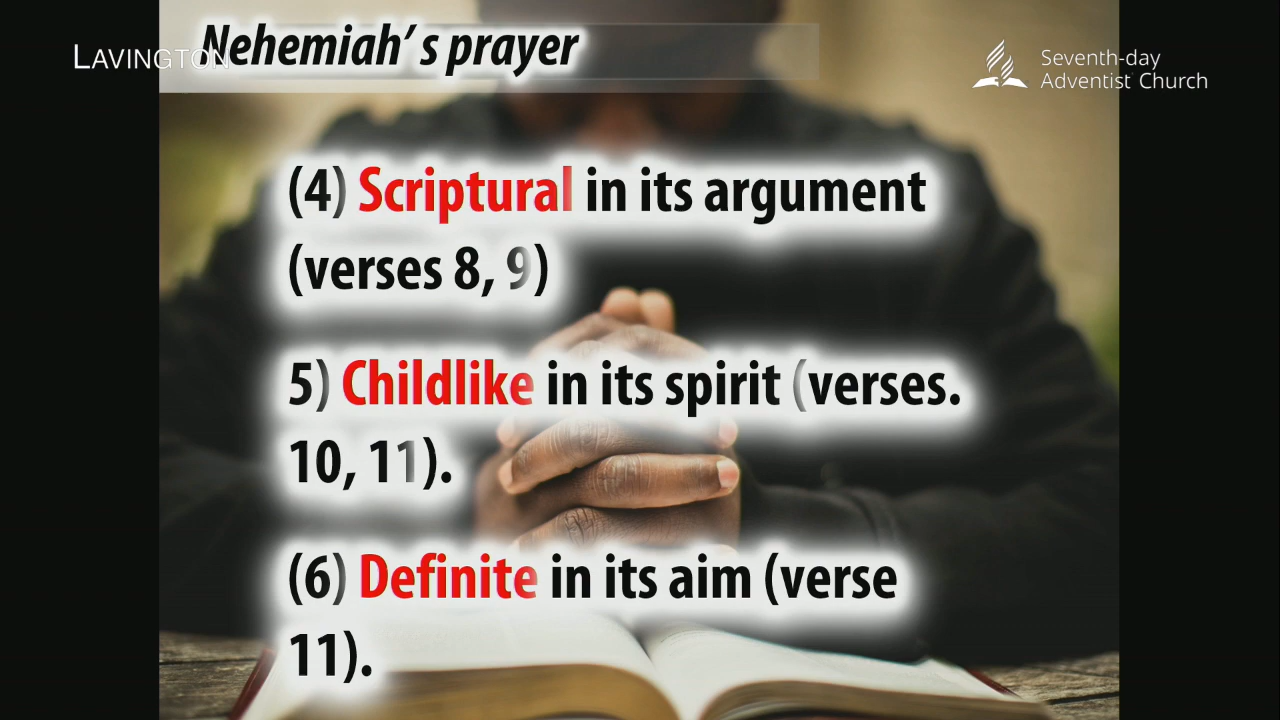 Nehemiah’ s prayer
LAVINGTON
Seventh-day
Adventist Church
(4) Scriptural in its argument
(verses 8, 9)
5) Childlike in its spirit (verses.
10, 11).
(6) Definite in its aim (verse
11).